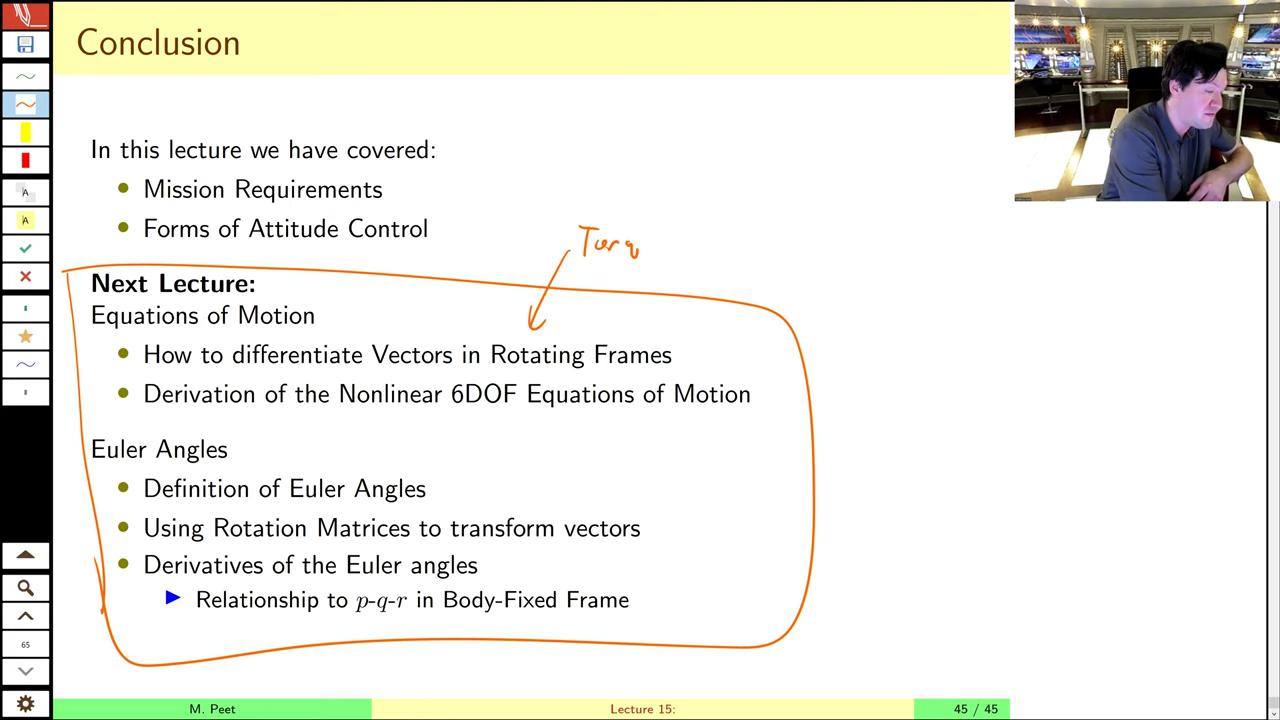 Conclusion
In this lecture we have covered:
Mission Requirements
Forms of Attitude Control
Torq
Next Lecture:
Equations of Motion
How to differentiate Vectors in Rotating Frames
Derivation of the Nonlinear 6DOF Equations of Motion
Euler Angles
Definition of Euler Angles
Using Rotation Matrices to transform vectors
Derivatives of the Euler angles
Relationship to p-q-r in Body-Fixed Frame
65
M. Peet
Lecture 15:
45 / 45